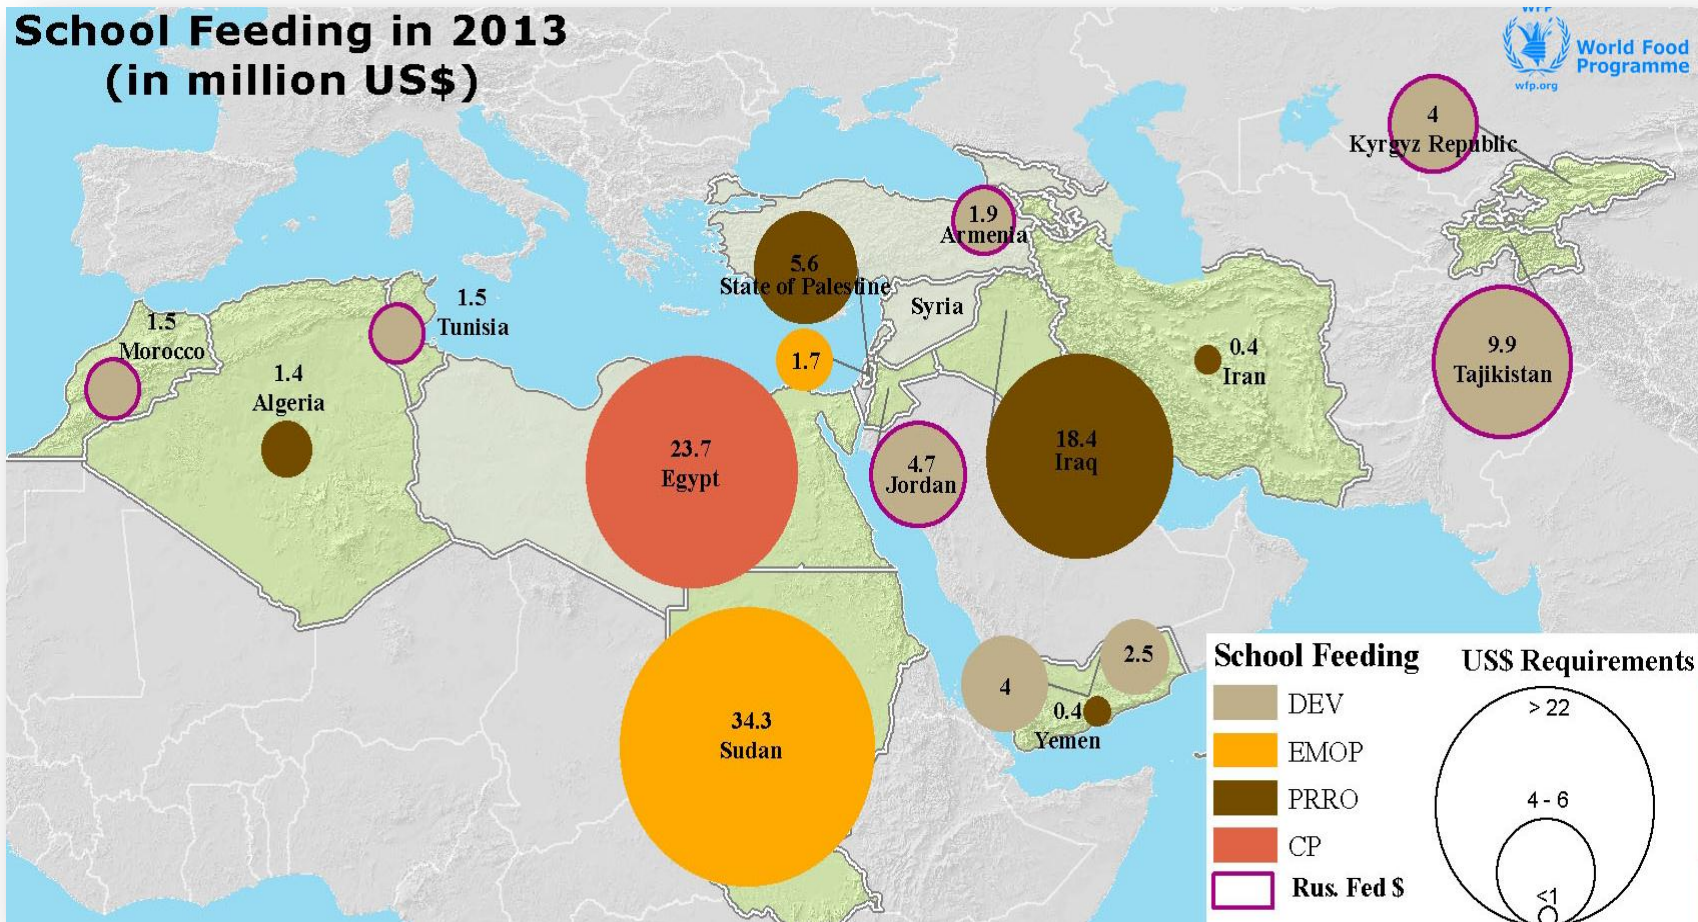 School Feeding in 2013
(in million US$)
WFP
World Food
Programme
wfp.org
4
Kyrgyz Republic
1.9
Armenia
5.6
State of Palestine
Syria
1.5
Tunisia
1.5
Morocco
1.7
0.4
Iran
9.9
Tajikistan
1.4
Algeria
23.7
Egypt
18.4
Iraq
4.7
Jordan
34.3
Sudan
4
2.5
0.4
Yemen
School Feeding
DEV
EMOP
PRRO
CP
Rus. Fed $
US$ Requirements
> 22
4 - 6
<1